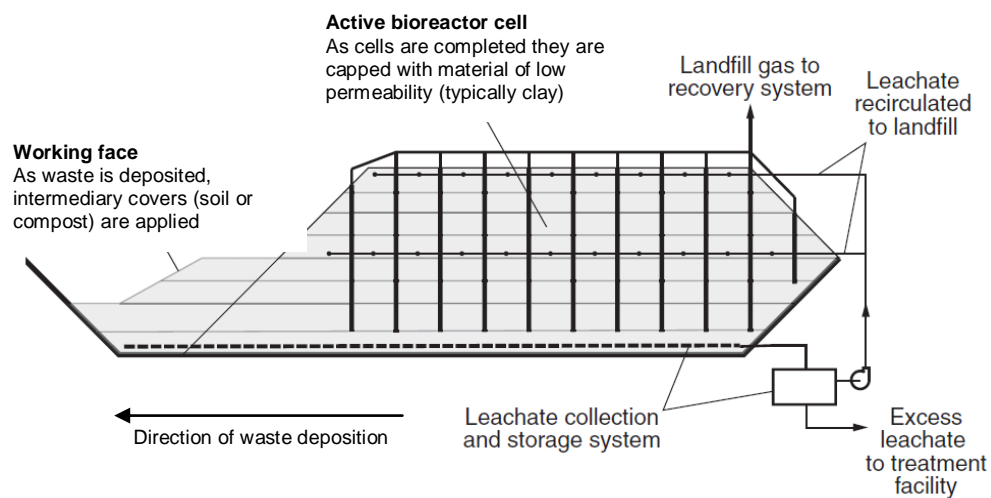 Active bioreactor cell
As cells are completed they are
capped with material of low
permeability (typically clay)
Landfill gas to
recovery system
Leachate
recirculated
to landfill
Working face
As waste is deposited,
intermediary covers (soil or
compost) are applied
Direction of waste deposition
Leachate collection
and storage system
Excess
leachate
to treatment
facility